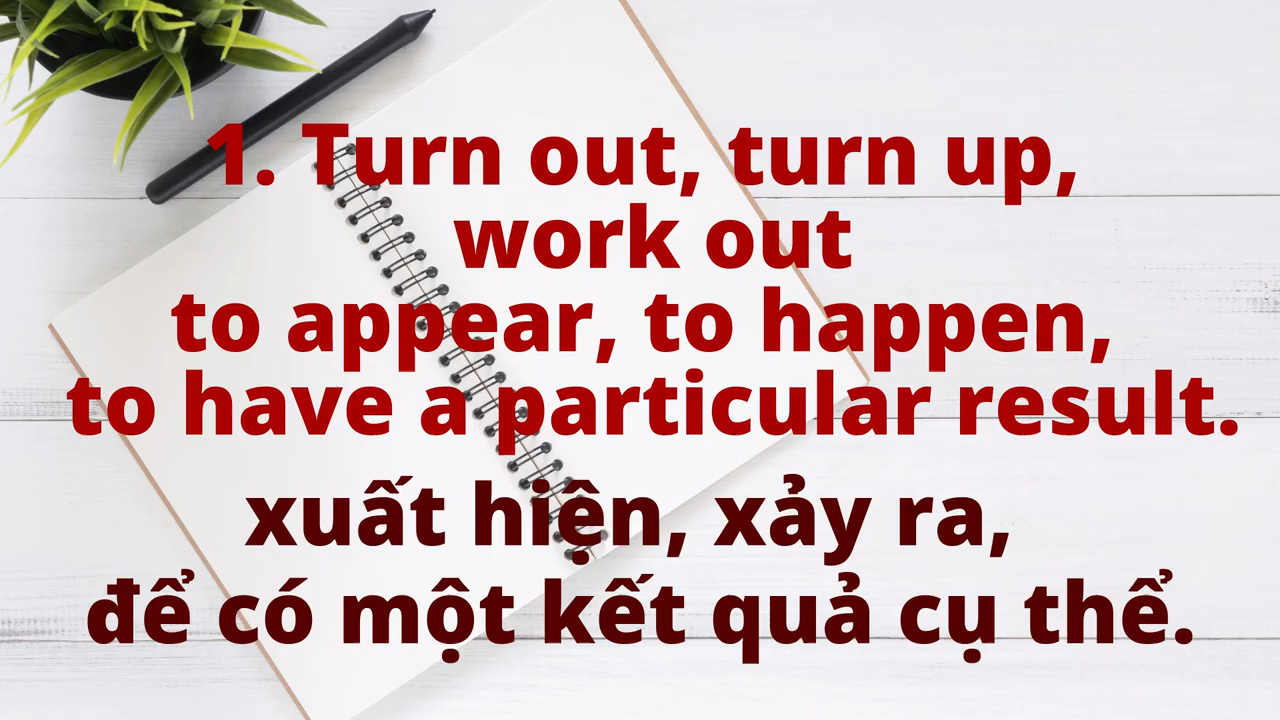 1. Turn out, turn up,
work out
to appear, to happen,
to have a particular result.
xuất hiện, xảy ra,
để có một kết quả cụ thể.